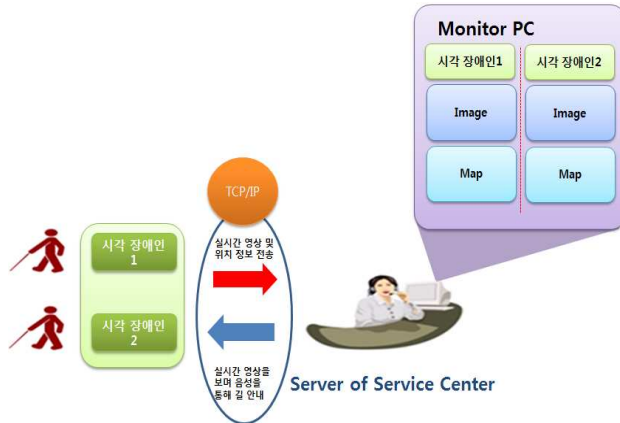 Monitor PC
시각 장애인1
시각 장애인2
Image
Image
Map
Map
TCP/IP
실시간 영상 및
위치 정보 전송
시각 장애인
1
시각 장애인
2
실시간 영상을
보며 음성을
통해 길 안내
Server of Service Center